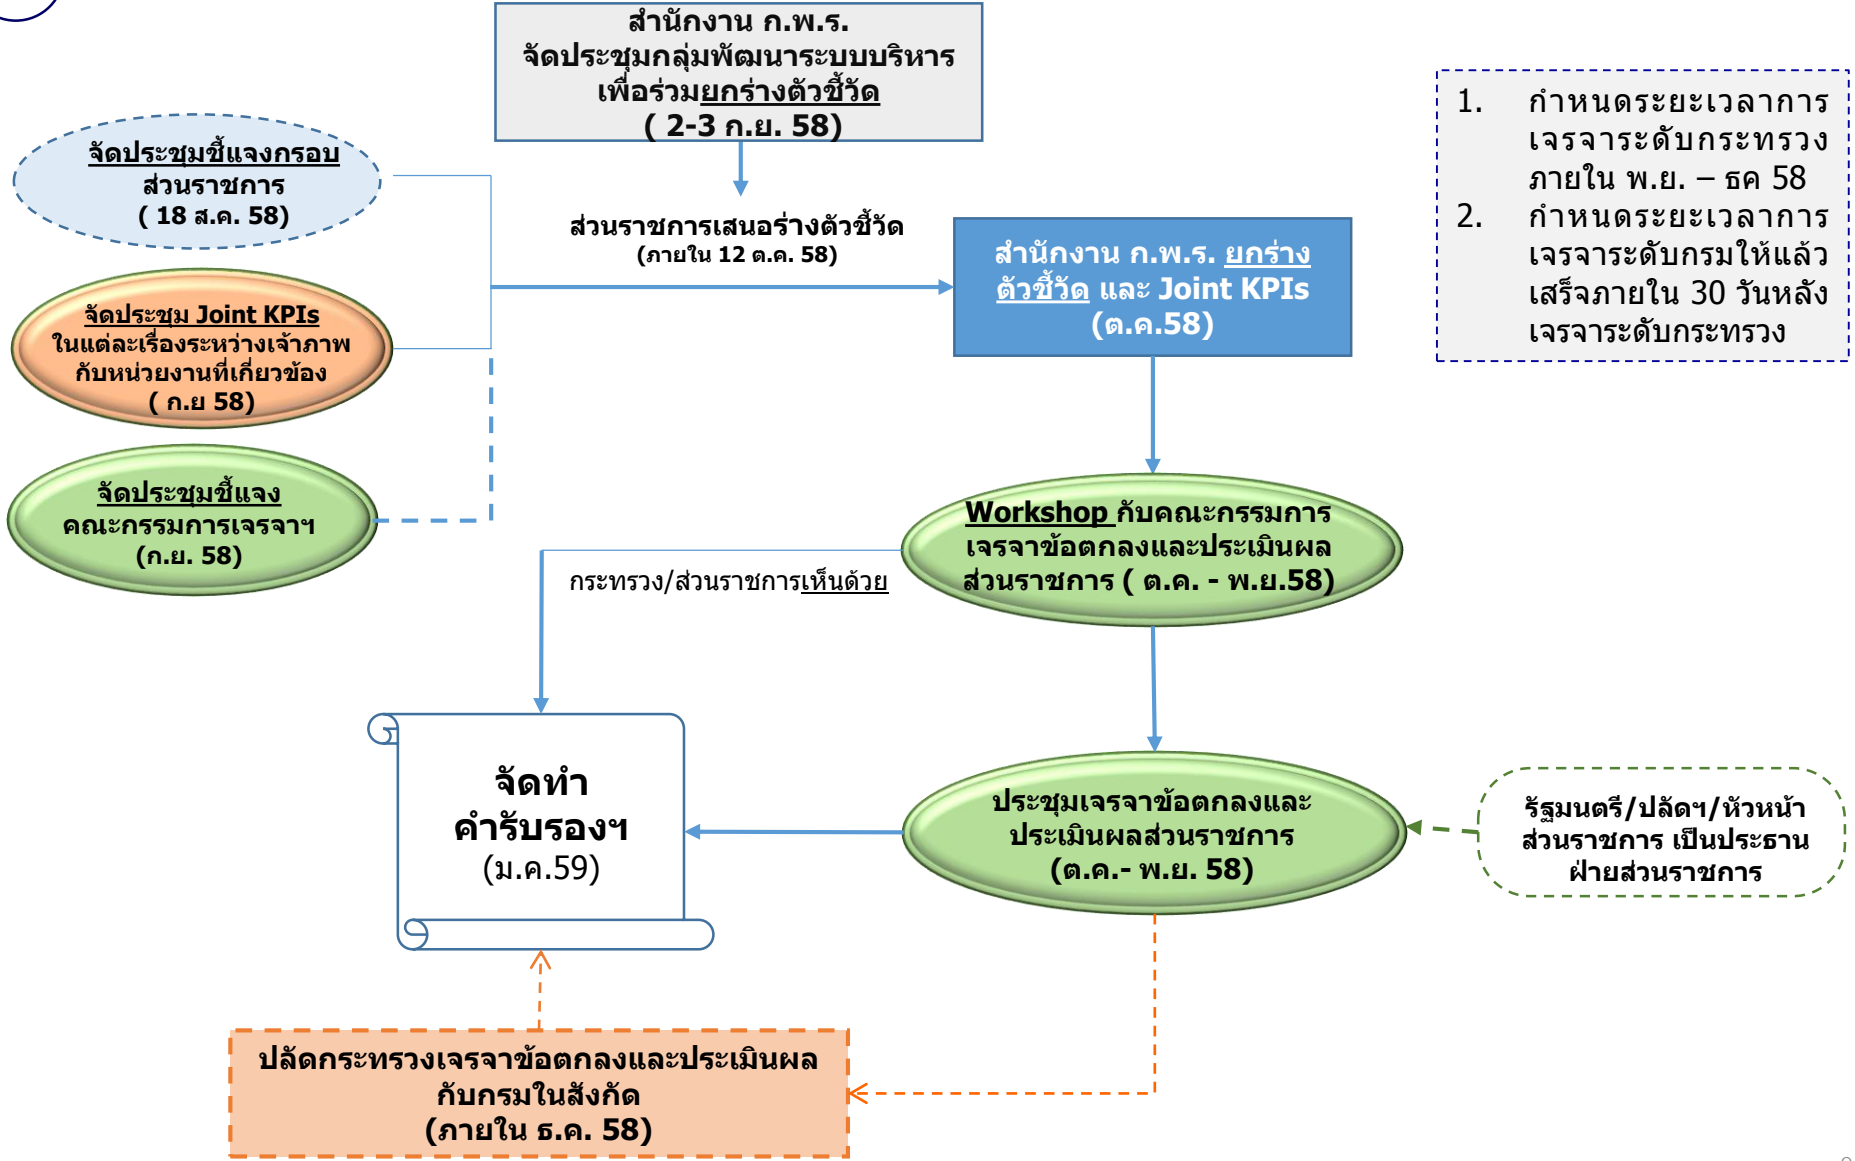 สำนักงาน ก.พ.ร.
จัดประชุมกลุ่มพัฒนาระบบบริหาร
เพื่อร่วมยกร่างตัวชี้วัด
( 2-3 ก.ย. 58)
จัดประชุมชี้แจงกรอบ
ส่วนราชการ
( 18 ส.ค. 58)
ส่วนราชการเสนอร่างตัวชี้วัด
(ภายใน 12 ต.ค. 58)
สำนักงาน ก.พ.ร. ยกร่าง
ตัวชี้วัด และ Joint KPIs
(ต.ค.58)
1. กำหนดระยะเวลาการ
เจรจาระดับกระทรวง
ภายใน พ.ย. – ธค 58
2. กำหนดระยะเวลาการ
เจรจาระดับกรมให้แล้ว
เสร็จภายใน 30 วันหลัง
เจรจาระดับกระทรวง
จัดประชุม Joint KPIs
ในแต่ละเรื่องระหว่างเจ้าภาพ
กับหน่วยงานที่เกี่ยวข้อง
( ก.ย 58)
จัดประชุมชี้แจง
คณะกรรมการเจรจาฯ
(ก.ย. 58)
Workshop กับคณะกรรมการ
เจรจาข้อตกลงและประเมินผล
ส่วนราชการ ( ต.ค. - พ.ย.58)
กระทรวง/ส่วนราชการเห็นด้วย
จัดทำ
คำรับรองฯ
(ม.ค.59)
ประชุมเจรจาข้อตกลงและ
ประเมินผลส่วนราชการ
(ต.ค.- พ.ย. 58)
รัฐมนตรี/ปลัดฯ/หัวหน้า
ส่วนราชการ เป็นประธาน
ฝ่ายส่วนราชการ
ปลัดกระทรวงเจรจาข้อตกลงและประเมินผล
กับกรมในสังกัด
(ภายใน ธ.ค. 58)